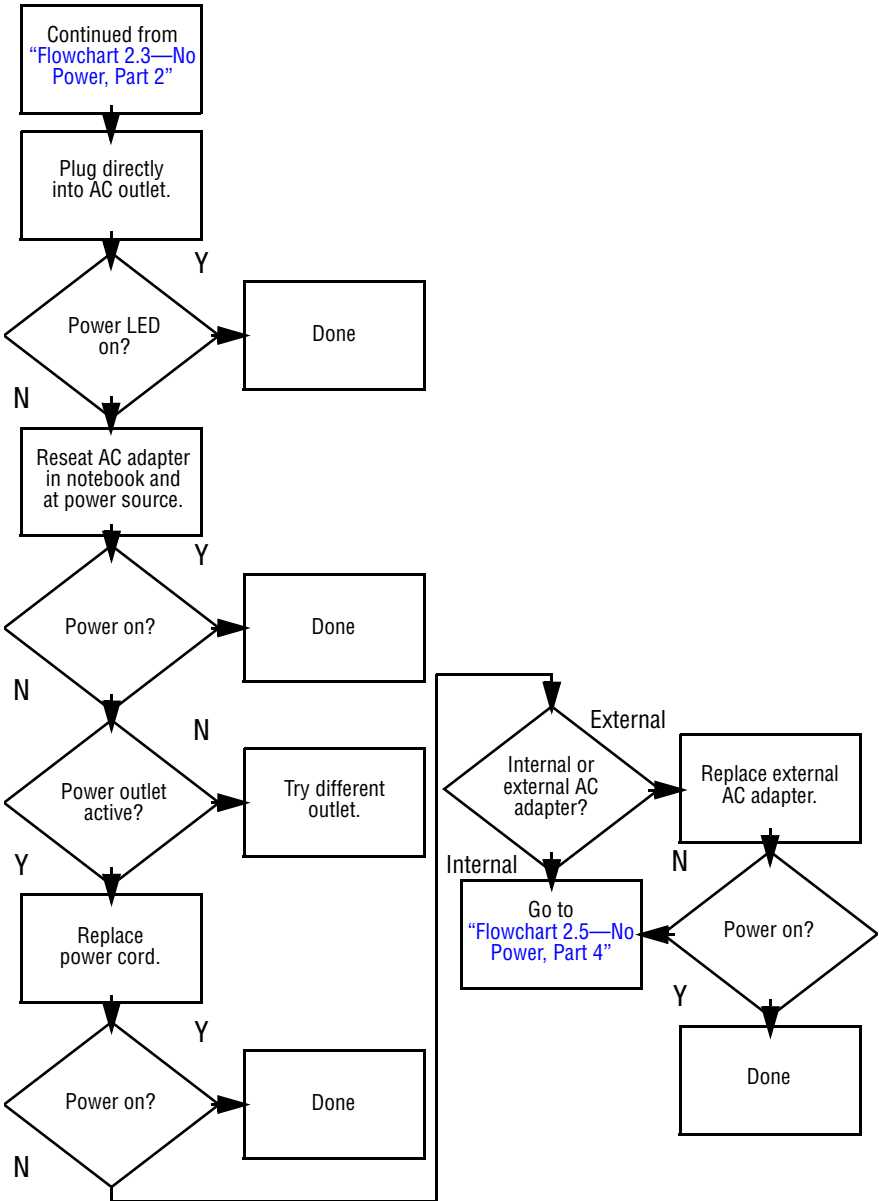 Continued from
“Flowchart 2.3—No
Power, Part 2”
Plug directly
into AC outlet.
Y
Power LED
on?
Done
N
Reseat AC adapter
in notebook and
at power source.
Y
Power on?
Done
N
N
Power outlet
active?
Try different
outlet.
Y
Replace
power cord.
Y
Power on?
Done
N
External
Internal or
external AC
adapter?
Replace external
AC adapter.
Internal
N
Go to
“Flowchart 2.5—No
Power, Part 4”
Power on?
Y
Done